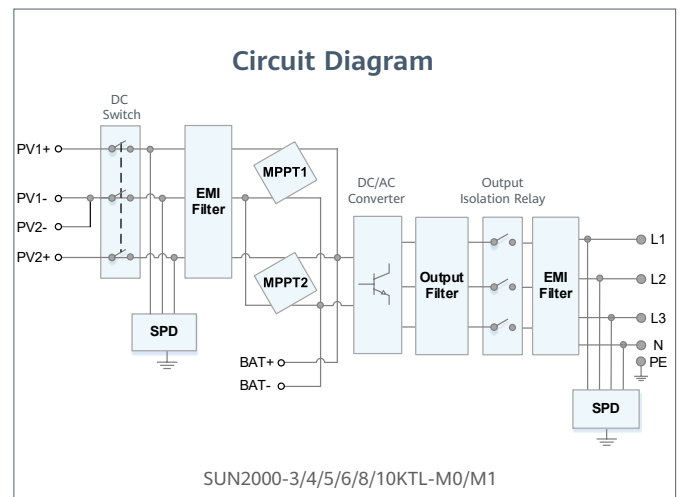 Circuit Diagram
DC
Switch
PV1+
PV1-
PV2-
PV2+
EMI
Filter
MPPT1
MPPT2
SPD
BAT+
BAT-
DC/AC
Converter
Output
Filter
Output
Isolation Relay
EMI
Filter
L1
L2
L3
N
PE
SPD
SUN2000-3/4/5/6/8/10KTL-M0/M1